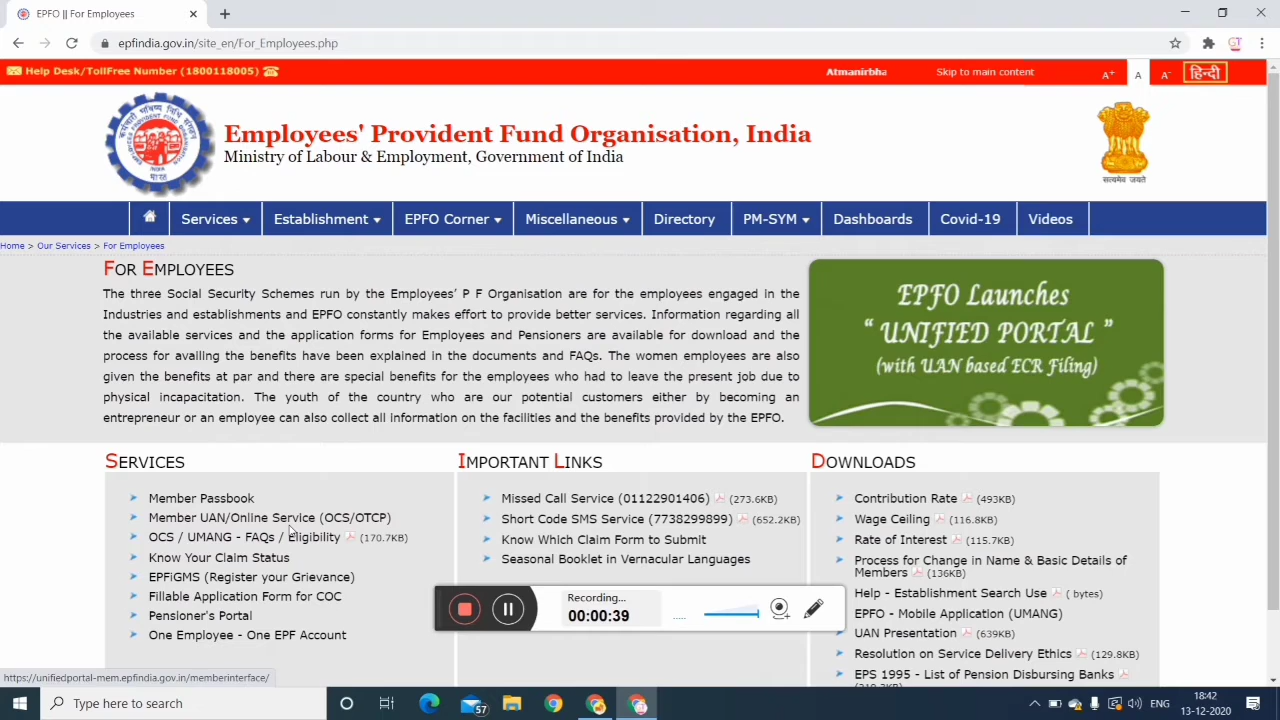 EPFO || For Employees
epfindia.gov.in/site_en/For_Employees.php
Help Desk/TollFree Number (1800118005)
Atmanirbha
Skip to main content
A+ A A-
हिन्दी
Employees' Provident Fund Organisation, India
Ministry of Labour & Employment, Government of India
सत्यमेव जयते
Services
Establishment
EPFO Corner
Miscellaneous
Directory
PM-SYM
Dashboards
Covid-19
Videos
Home > Our Services > For Employees
FOR EMPLOYEES
The three Social Security Schemes run by the Employees' P F Organisation are for the employees engaged in the
Industries and establishments and EPFO constantly makes effort to provide better services. Information regarding all
the available services and the application forms for Employees and Pensioners are available for download and the
process for availing the benefits have been explained in the documents and FAQs. The women employees are also
given the benefits at par and there are special benefits for the employees who had to leave the present job due to
physical incapacitation. The youth of the country who are our potential customers either by becoming an
entrepreneur or an employee can also collect all information on the facilities and the benefits provided by the EPFO.
EPFO Launches
“ UNIFIED PORTAL ”
(with UAN based ECR Filing)
SERVICES
Member Passbook
Member UAN/Online Service (OCS/OTCP)
OCS / UMANG - FAQs / Eligibility (170.7KB)
Know Your Claim Status
EPFiGMS (Register your Grievance)
Fillable Application Form for COC
Pensioner's Portal
One Employee - One EPF Account
IMPORTANT LINKS
Missed Call Service (01122901406) (273.6KB)
Short Code SMS Service (7738299899) (652.2KB)
Know Which Claim Form to Submit
Seasonal Booklet in Vernacular Languages
DOWNLOADS
Contribution Rate (493KB)
Wage Ceiling (116.8KB)
Rate of Interest (115.7KB)
Process for Change in Name & Basic Details of
Members (136KB)
Help - Establishment Search Use ( bytes)
EPFO - Mobile Application (UMANG)
UAN Presentation (639KB)
Resolution on Service Delivery Ethics (129.8KB)
EPS 1995 - List of Pension Disbursing Banks
Recording...
00:00:39
https://unifiedportal-mem.epfindia.gov.in/memberinterface/
Type here to search
57
ENG
18:42
13-12-2020